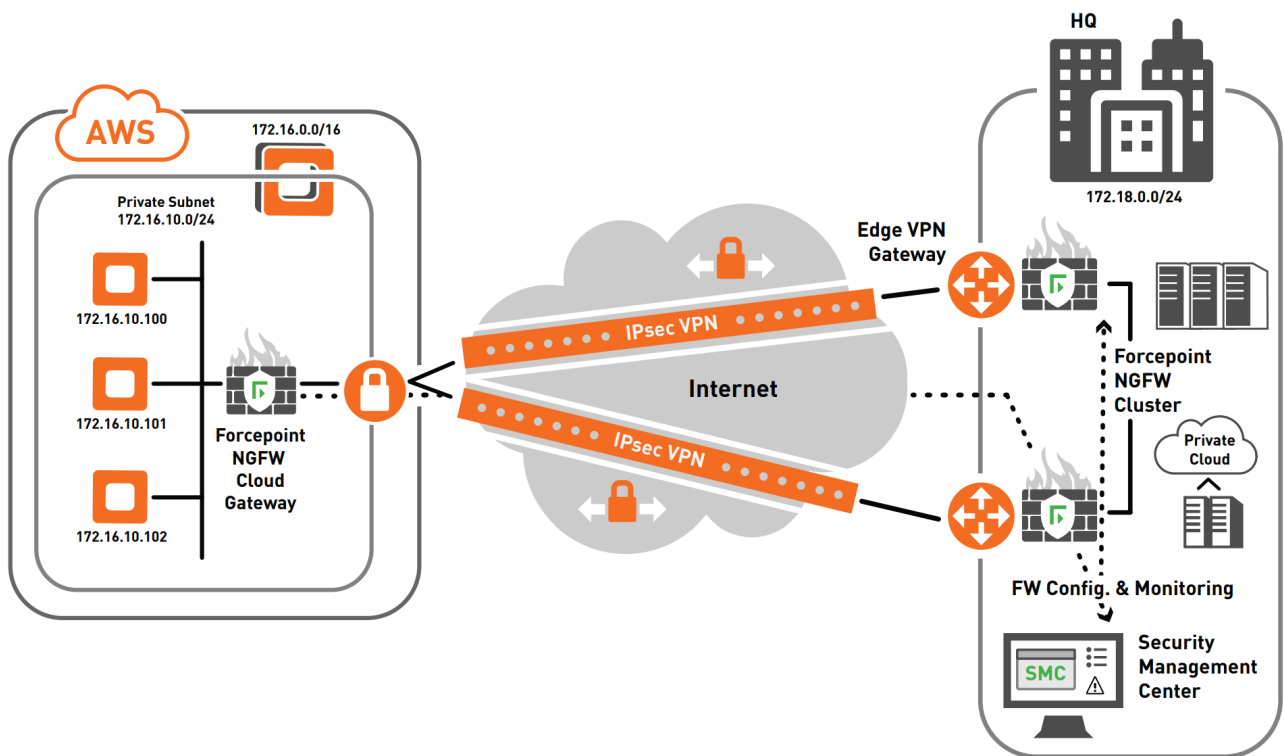 HQ
AWS
172.16.0.0/16
Private Subnet
172.16.10.0/24
172.18.0.0/24
Edge VPN
Gateway
172.16.10.100
IPsec VPN
Internet
Forcepoint
NGFW
Cluster
172.16.10.101
Forcepoint
NGFW
Cloud
Gateway
IPsec VPN
Private
Cloud
172.16.10.102
FW Config. & Monitoring
SMC
Security
Management
Center